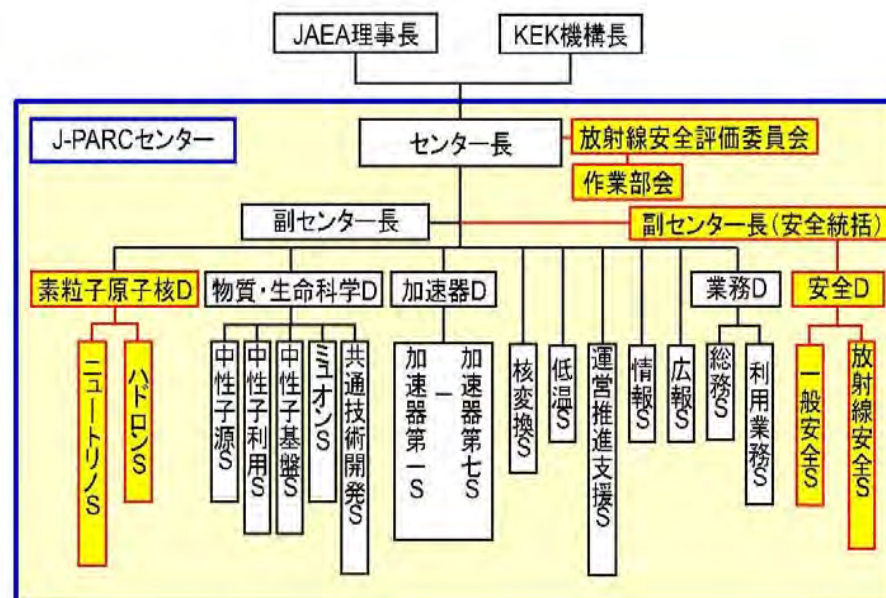 JAEA理事長
KEK機構長
J-PARCセンター
センター長
放射線安全評価委員会
作業部会
副センター長
副センター長(安全統括)
素粒子原子核D
物質・生命科学D
加速器D
業務D
安全D
ニュートリノS
ハドロンS
中性子源S
中性子利用S
中性子基盤S
ミュオンS
共通技術開発S
加速器第一S
ー
加速器第七S
核変換S
低温S
運営推進支援S
情報S
広報S
総務S
利用業務S
一般安全S
放射線安全S